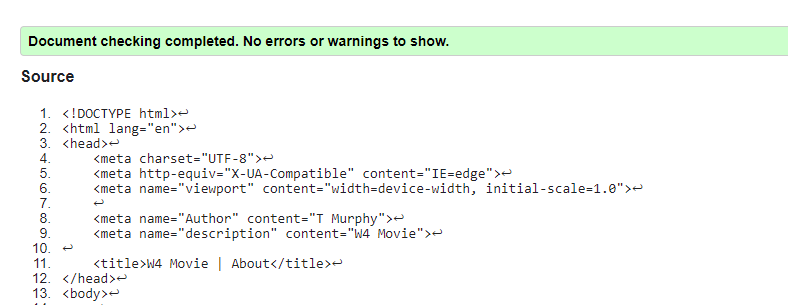 Document checking completed. No errors or warnings to show.
Source
1. <!DOCTYPE html>↩
2. <html lang="en">↩
3. <head>↩
4.     <meta charset="UTF-8">↩
5.     <meta http-equiv="X-UA-Compatible" content="IE=edge">↩
6.     <meta name="viewport" content="width=device-width, initial-scale=1.0">↩
7.     ↩
8.     <meta name="Author" content="T Murphy">↩
9.     <meta name="description" content="W4 Movie">↩
10. ↩
11.     <title>W4 Movie | About</title>↩
12. </head>↩
13. <body>↩